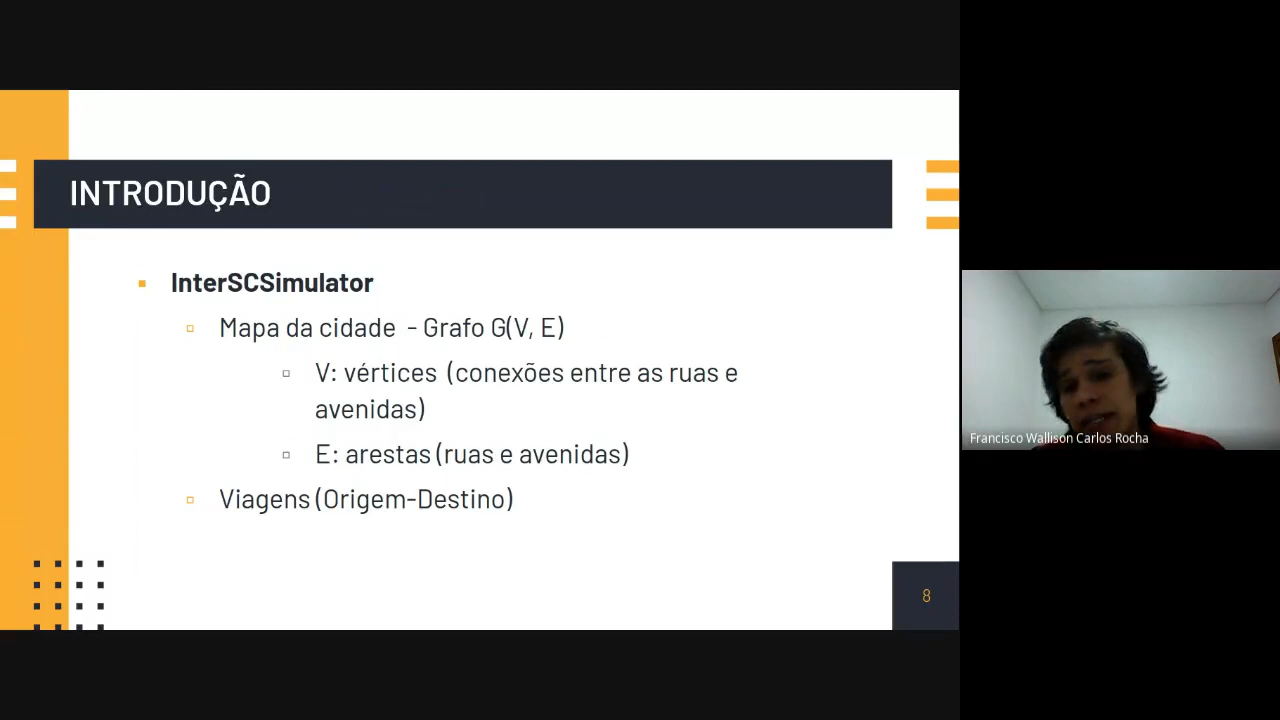 INTRODUÇÃO
InterSCSimulator
Mapa da cidade - Grafo G(V, E)
V: vértices (conexões entre as ruas e
avenidas)
E: arestas (ruas e avenidas)
Viagens (Origem-Destino)
8
Francisco Wallison Carlos Rocha